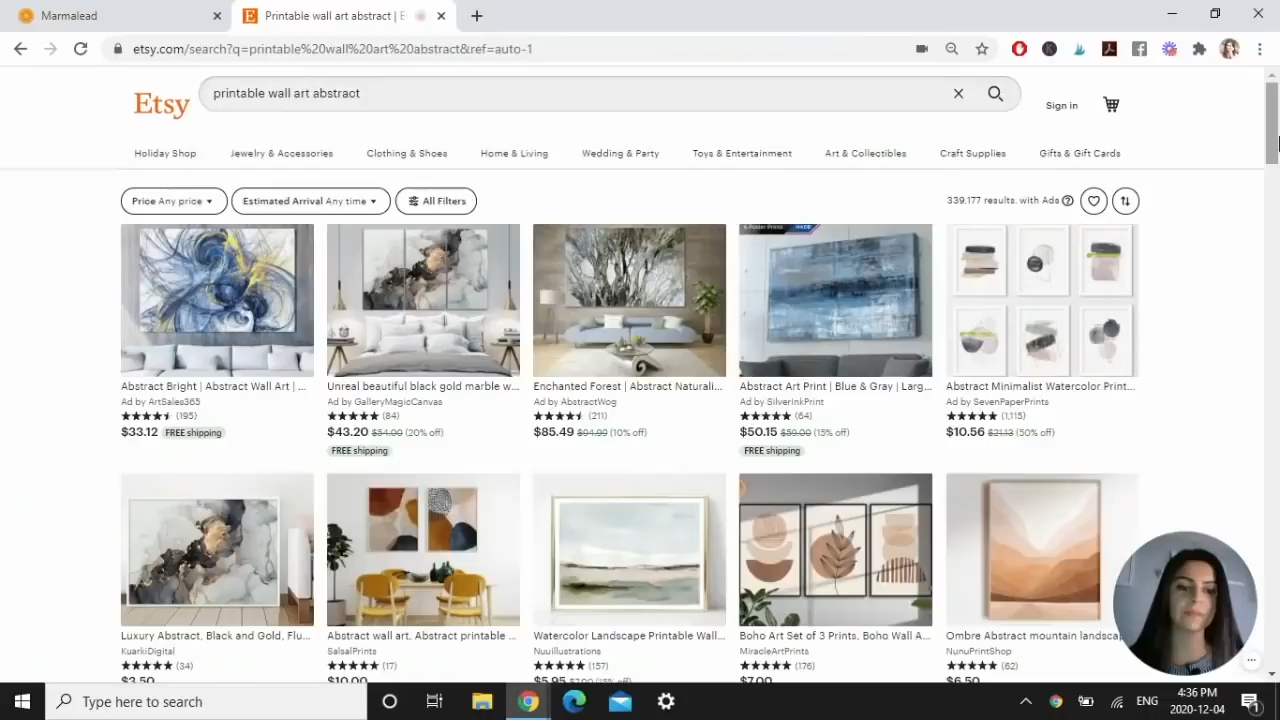 Marmalead
Printable wall art abstract | E
etsy.com/search?q=printable%20wall%20art%20abstract&ref=auto-1
Etsy
printable wall art abstract
Sign in
Holiday Shop
Jewelry & Accessories
Clothing & Shoes
Home & Living
Wedding & Party
Toys & Entertainment
Art & Collectibles
Craft Supplies
Gifts & Gift Cards
Price Any price
Estimated Arrival Any time
All Filters
339,177 results, with Ads
Abstract Bright | Abstract Wall Art | ...
Ad by ArtSales365
(195)
$33.12 FREE shipping
Unreal beautiful black gold marble w...
Ad by GalleryMagicCanvas
(84)
$43.20 $54.00 (20% off)
FREE shipping
Enchanted Forest | Abstract Naturali...
Ad by AbstractWog
(211)
$85.49 $94.99 (10% off)
Abstract Art Print | Blue & Gray | Larg...
Ad by SilverInkPrint
(64)
$50.15 $59.00 (15% off)
FREE shipping
Abstract Minimalist Watercolor Print...
Ad by SevenPaperPrints
(1,115)
$10.56 $21.13 (50% off)
Luxury Abstract, Black and Gold, Flu...
KuarkiDigital
(34)
$3.50
Abstract wall art, Abstract printable ...
SalsalPrints
(17)
$10.00
Watercolor Landscape Printable Wall...
Nuuillustrations
(157)
$5.95 $7.00 (15% off)
Boho Art Set of 3 Prints, Boho Wall A...
MiracleArtPrints
(176)
$7.00
Ombre Abstract mountain landscap
NunuPrintShop
(62)
$6.50
Type here to search
ENG
4:36 PM
2020-12-04